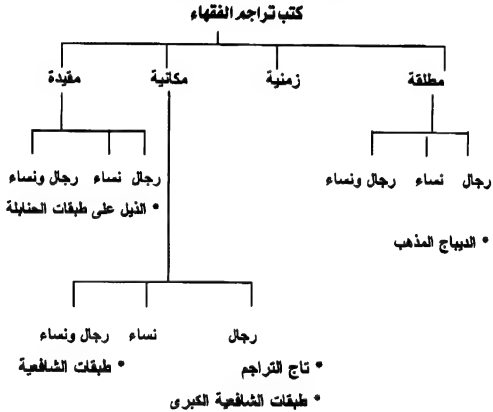 كتب تراجم الفقهاء
مطلقة زمنية مكانية مقيدة
رجال نساء رجال ونساء
رجال نساء رجال ونساء
• الذيل على طبقات الحنابلة
• الديباج المذهب
رجال نساء رجال ونساء
• تاج التراجم • طبقات الشافعية
• طبقات الشافعية الكبرى